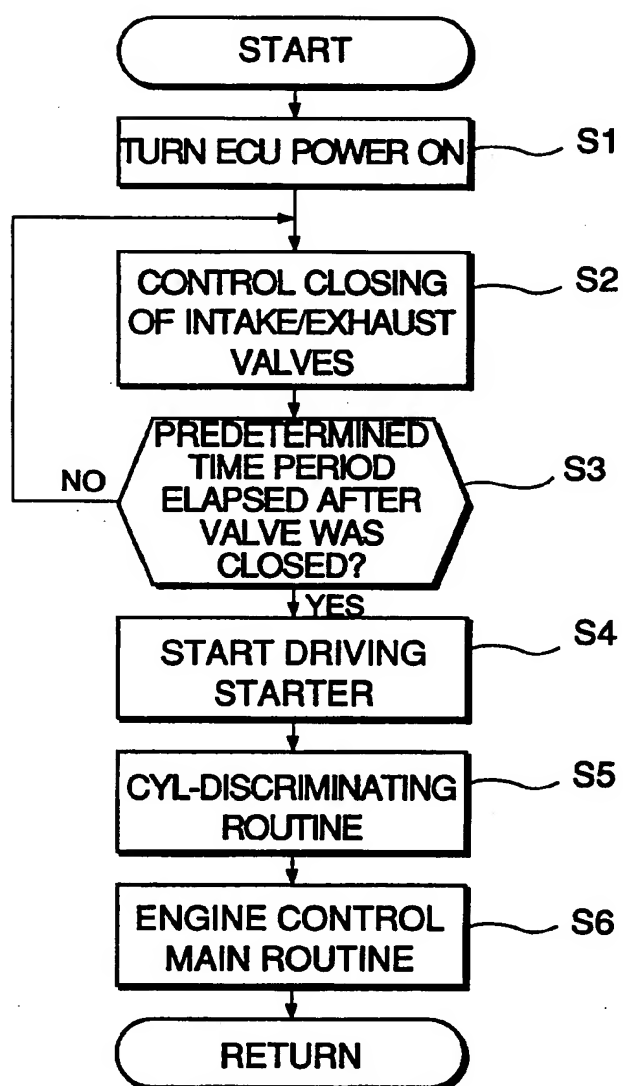 START
TURN ECU POWER ON
S1
CONTROL CLOSING
OF INTAKE/EXHAUST
VALVES
S2
PREDETERMINED
TIME PERIOD
ELAPSED AFTER
VALVE WAS
CLOSED?
S3
NO
YES
START DRIVING
STARTER
S4
CYL-DISCRIMINATING
ROUTINE
S5
ENGINE CONTROL
MAIN ROUTINE
S6
RETURN